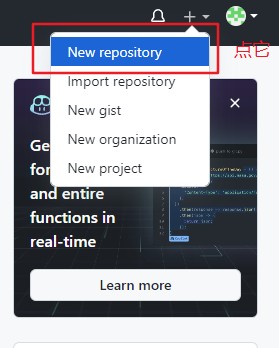 New repository
点它
Import repository
New gist
New organization
New project
Ge
for
and entire
functions in
real-time
Learn more